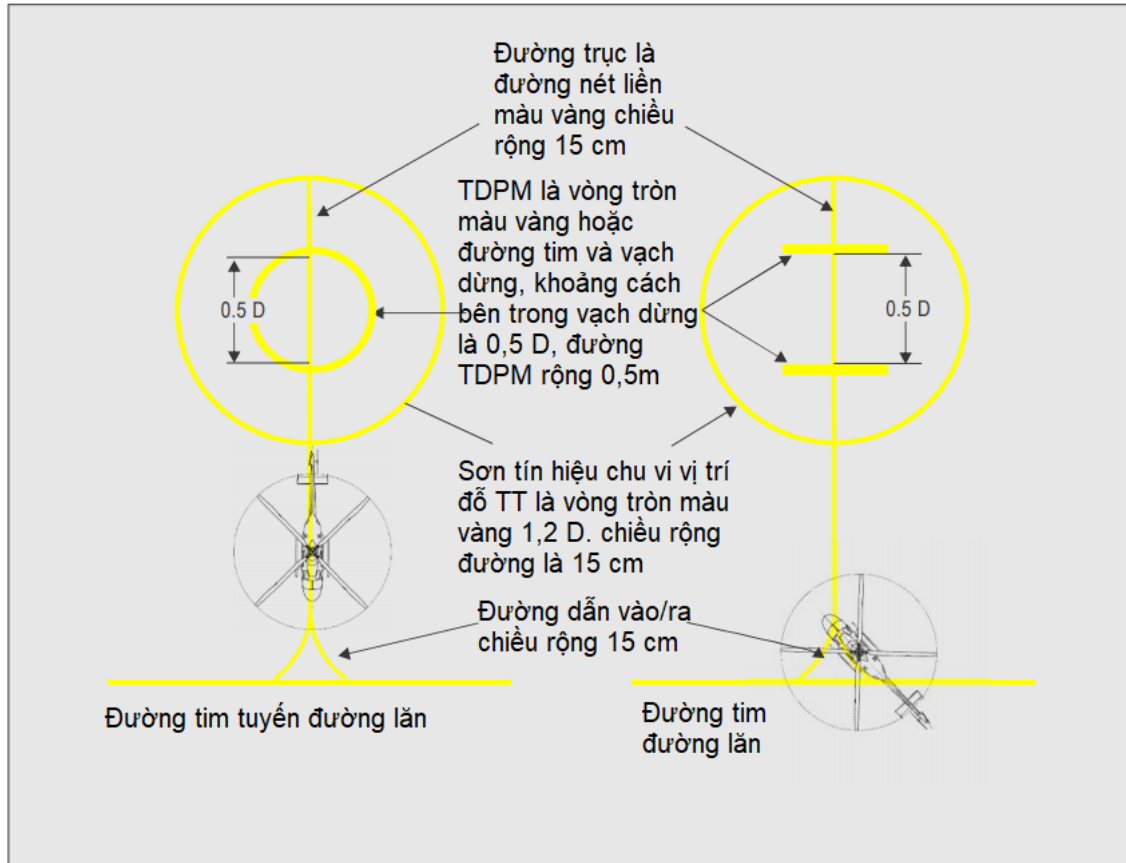 Đường trục là
đường nét liền
màu vàng chiều
rộng 15 cm
TDPM là vòng tròn
màu vàng hoặc
đường tim và vạch
dừng, khoảng cách
bên trong vạch dừng
là 0,5 D, đường
TDPM rộng 0,5m
0.5 D
0.5 D
Sơn tín hiệu chu vi vị trí
đỗ TT là vòng tròn màu
vàng 1,2 D. chiều rộng
đường là 15 cm
Đường dẫn vào/ra
chiều rộng 15 cm
Đường tim tuyến đường lăn
Đường tim
đường lăn